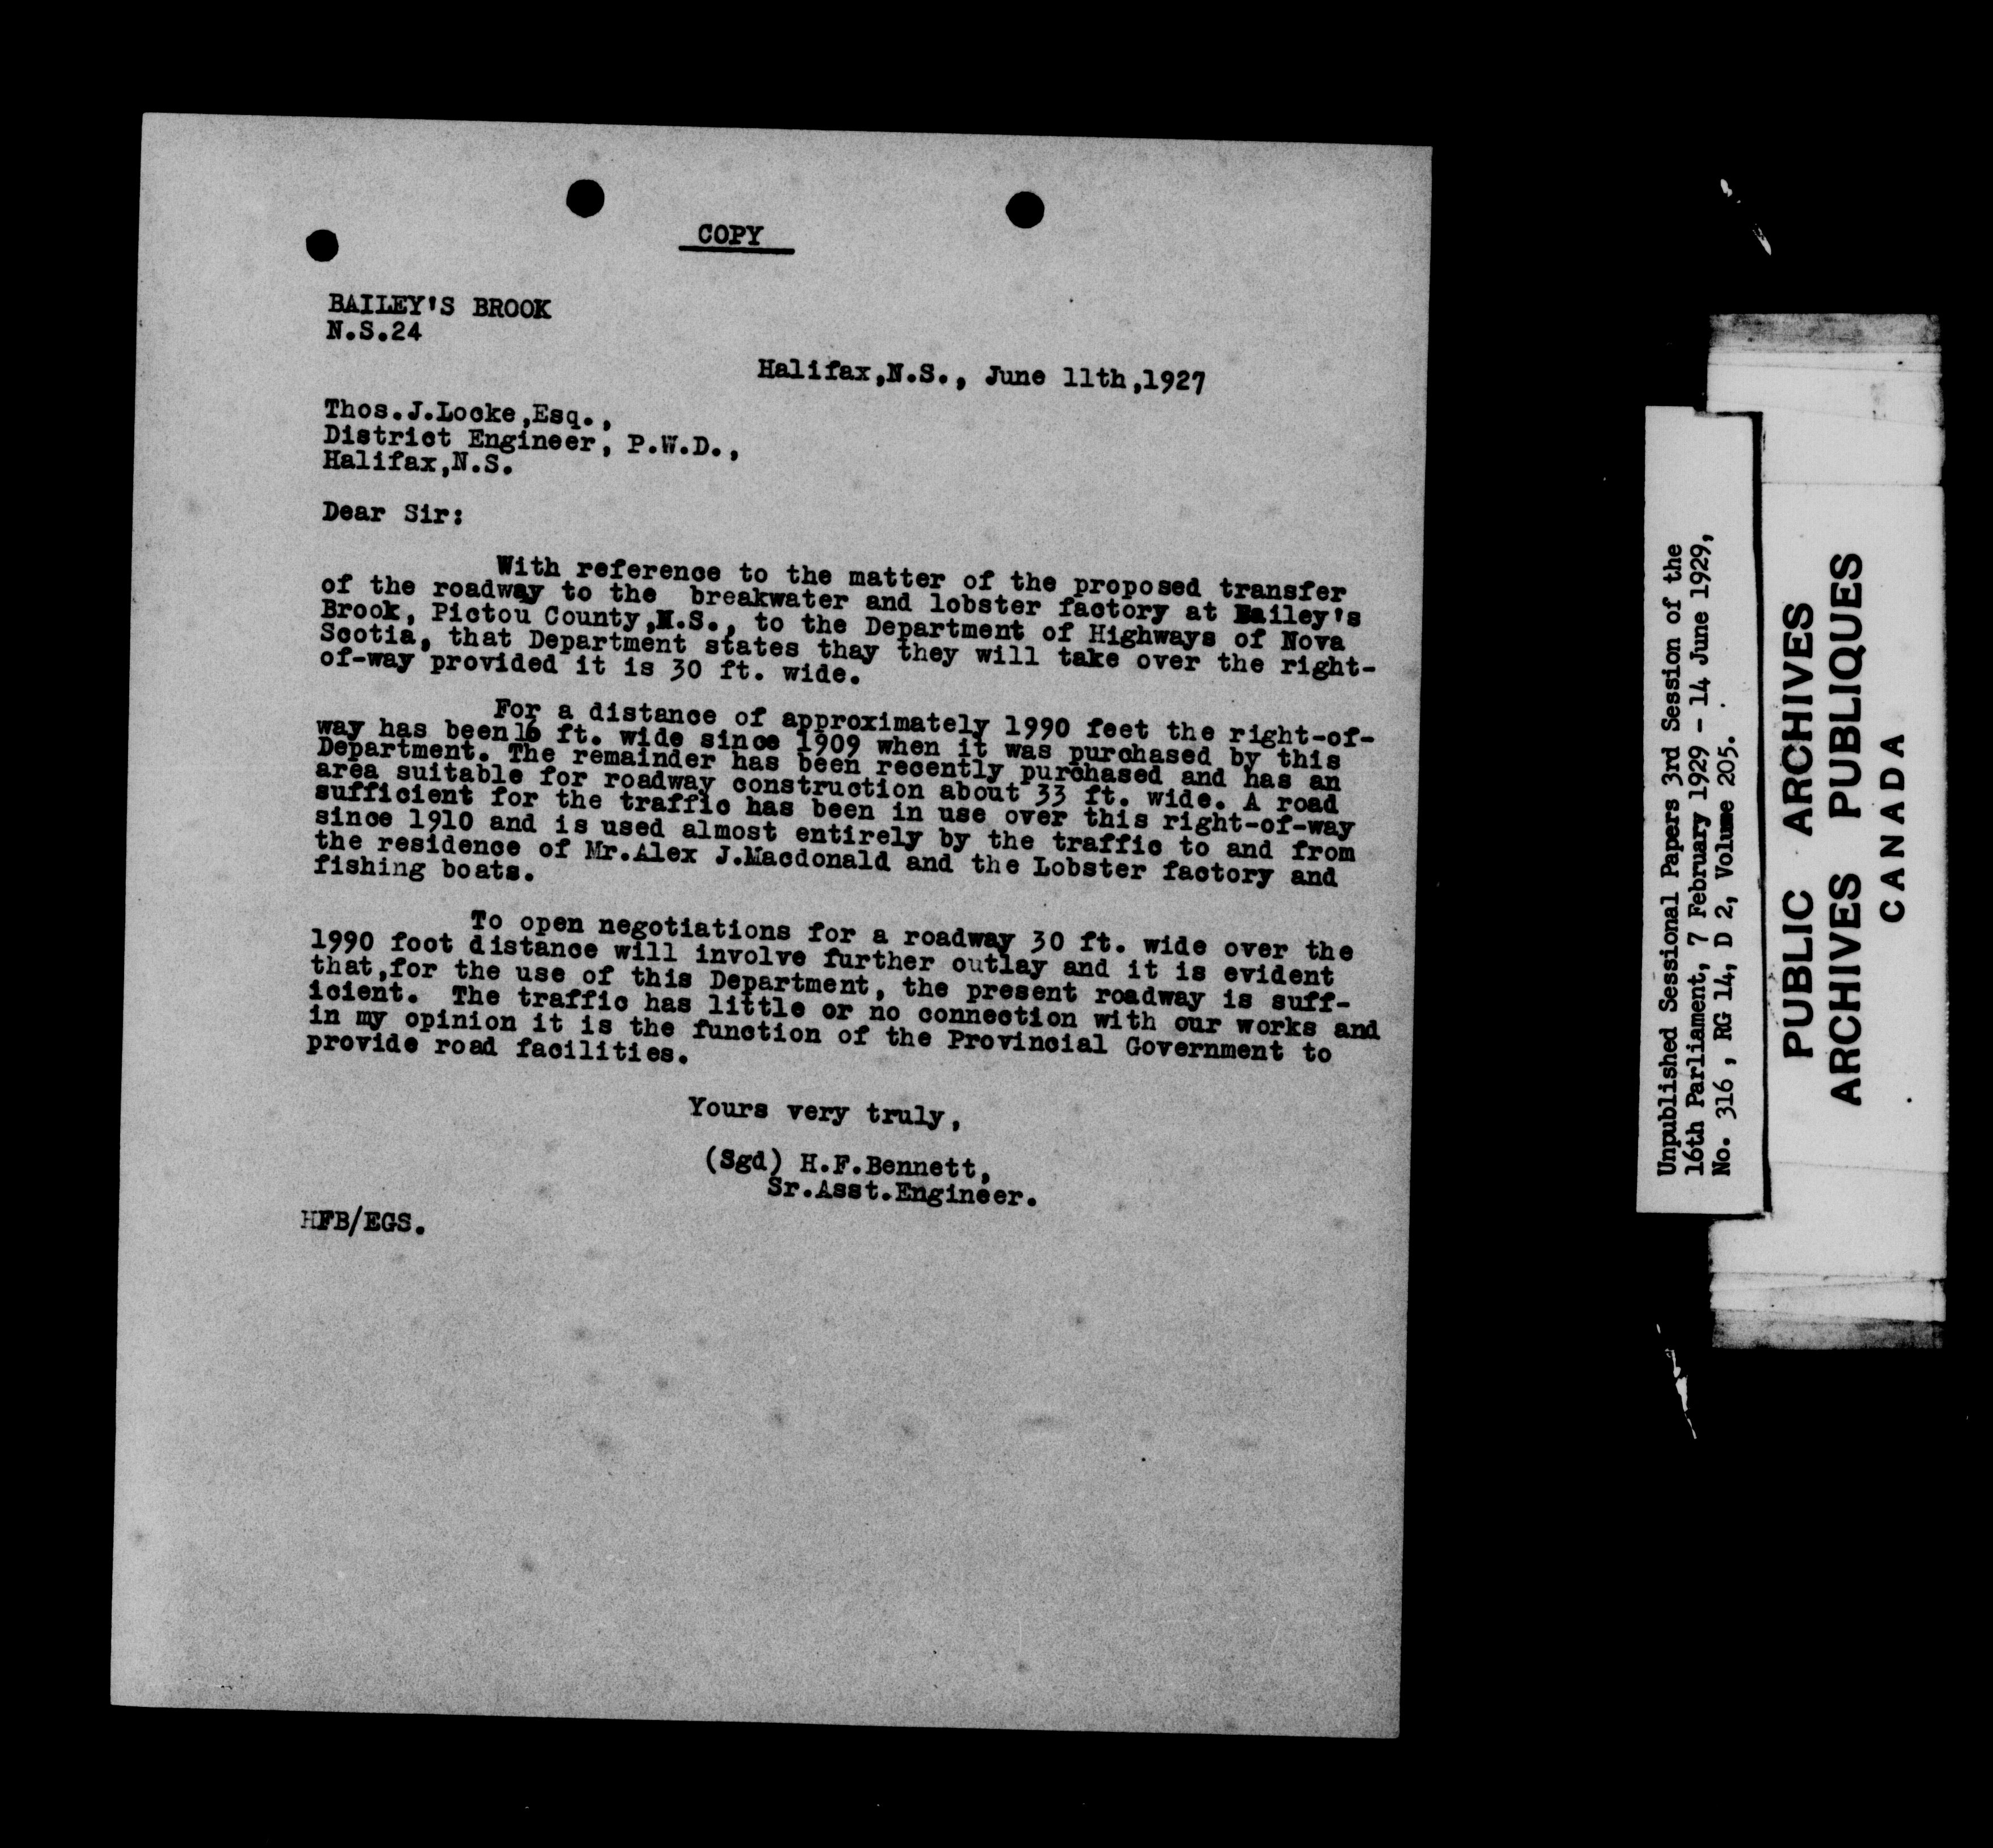 COPY
BAILEY'S BROOK
N.S.24
Halifax,N.S., June 11th,1927
Thos.J.Locke,Esq.,
District Engineer, P.W.D.,
Halifax,N.S.
Dear Sir:
With reference to the matter of the proposed transfer
of the roadway to the breakwater and lobster factory at Bailey's
Brook, Pictou County,N.S., to the Department of Highways of Nova
Scotia, that Department states thay they will take over the right-
of-way provided it is 30 ft. wide.
For a distance of approximately 1990 feet the right-of-
way has been 16 ft. wide since 1909 when it was purchased by this
Department. The remainder has been recently purchased and has an
area suitable for roadway construction about 33 ft. wide. A road
sufficient for the traffic has been in use over this right-of-way
since 1910 and is used almost entirely by the traffic to and from
the residence of Mr.Alex J.Macdonald and the Lobster factory and
fishing boats.
To open negotiations for a roadway 30 ft. wide over the
1990 foot distance will involve further outlay and it is evident
that,for the use of this Department, the present roadway is suff-
icient. The traffic has little or no connection with our works and
in my opinion it is the function of the Provincial Government to
provide road facilities.
Yours very truly,
(Sgd) H.F.Bennett,
Sr.Asst.Engineer.
HFB/EGS.
Unpublished Sessional Papers 3rd Session of the
16th Parliament, 7 February 1929 - 14 June 1929,
No. 316 , RG 14, D 2, Volume 205.
PUBLIC ARCHIVES
ARCHIVES PUBLIQUES
CANADA